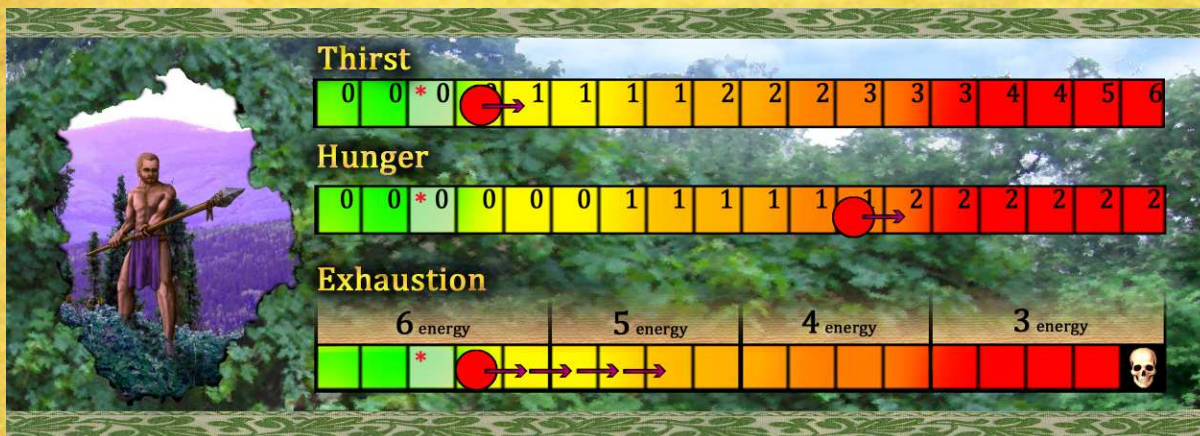 Thirst
0 0 * 0 0 1 1 1 1 2 2 2 3 3 3 4 4 5 6
Hunger
0 0 * 0 0 0 0 1 1 1 1 1 1 2 2 2 2 2 2
Exhaustion
6 energy 5 energy 4 energy 3 energy
*